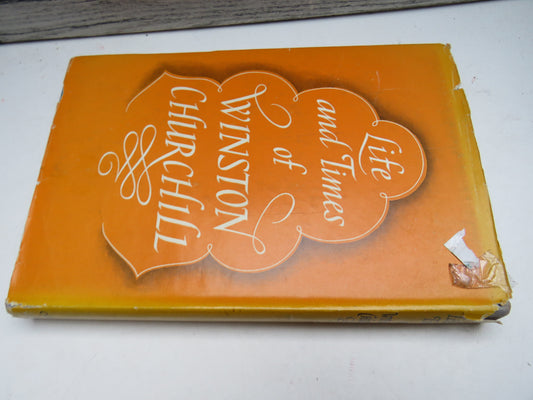 Life
and Times
of
WINSTON
CHURCHILL